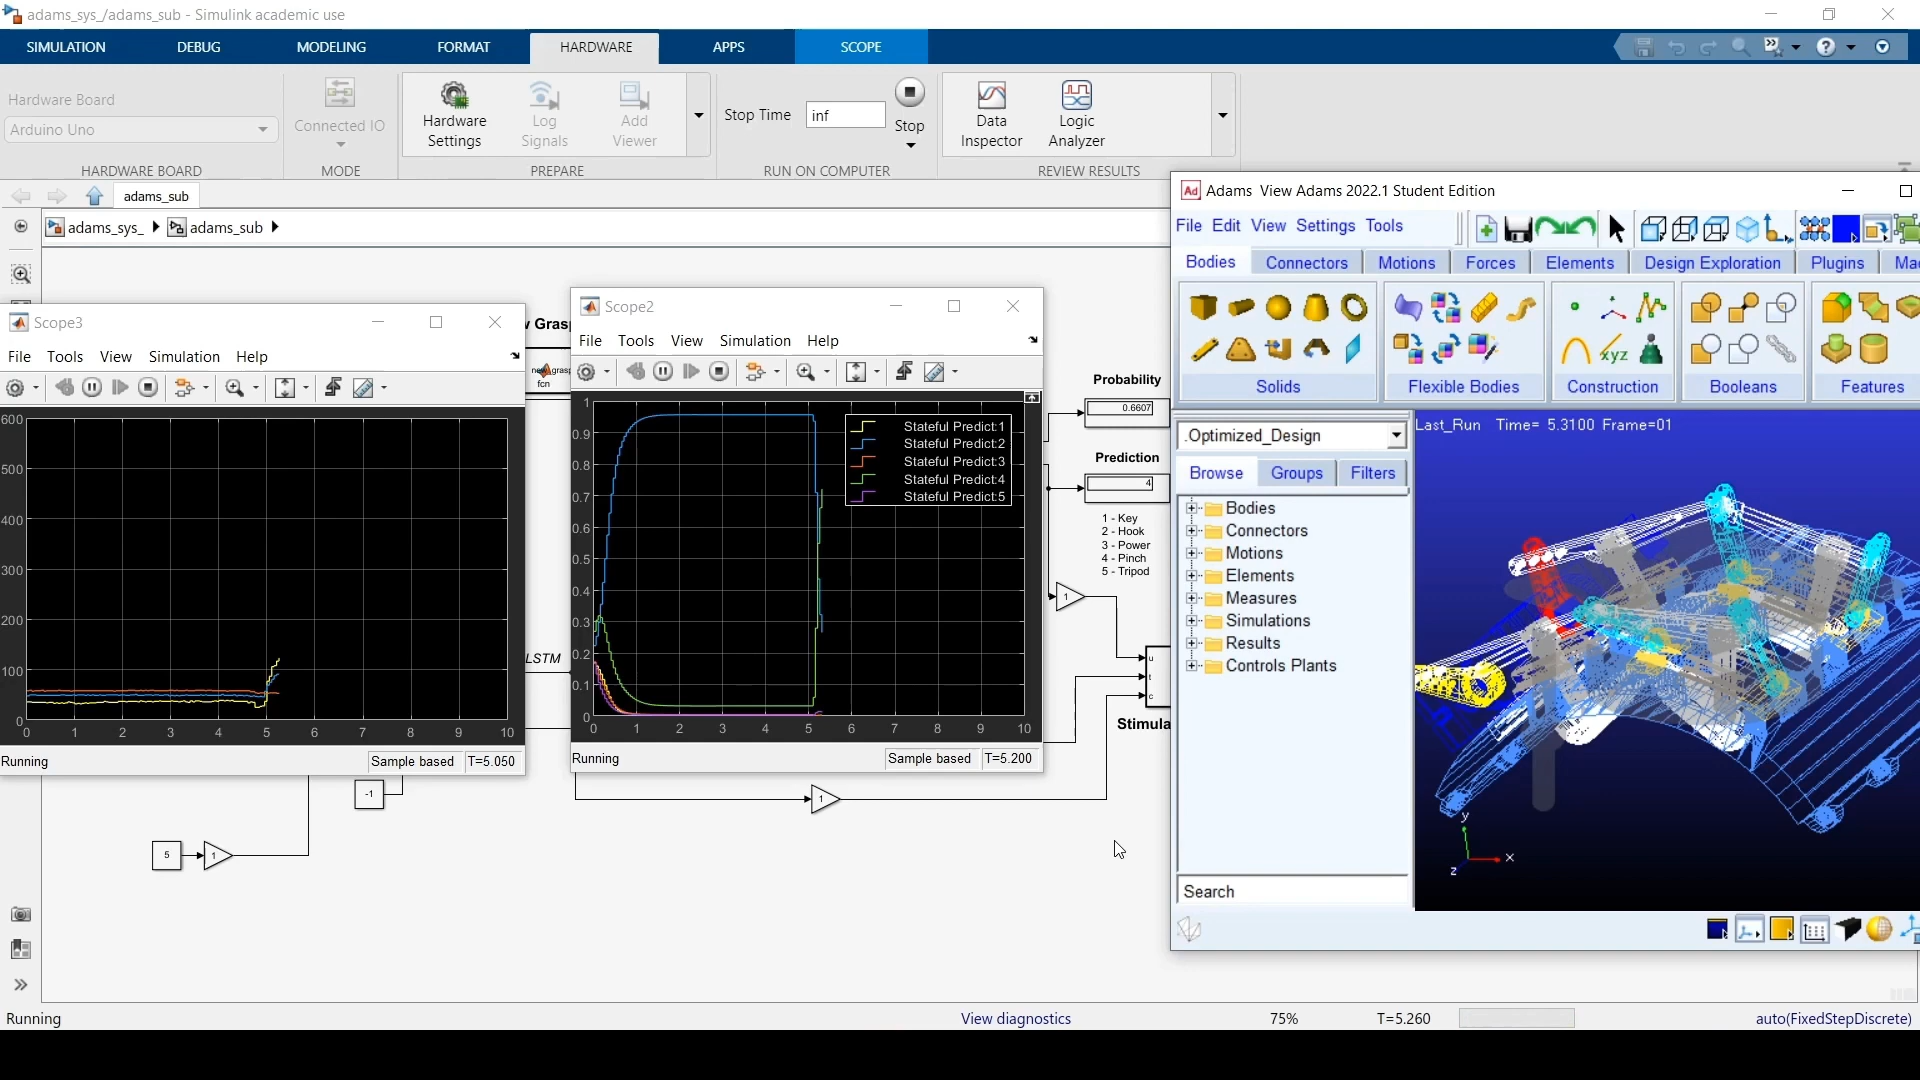 adams_sys_/adams_sub - Simulink academic use
SIMULATION DEBUG MODELING FORMAT HARDWARE APPS SCOPE
Hardware Board
Arduino Uno
Connected IO
Hardware Settings
Log Signals
Add Viewer
Stop Time inf
Stop
Data Inspector
Logic Analyzer
HARDWARE BOARD MODE PREPARE RUN ON COMPUTER REVIEW RESULTS
adams_sub
adams_sys_ adams_sub
Scope3
File Tools View Simulation Help
600
500
400
300
200
100
0
0 1 2 3 4 5 6 7 8 9 10
Running Sample based T=5.050
-1
5 1
LSTM
fcn
Scope2
File Tools View Simulation Help
1
0.9
0.8
0.7
0.6
0.5
0.4
0.3
0.2
0.1
0
0 1 2 3 4 5 6 7 8 9 10
Stateful Predict:1
Stateful Predict:2
Stateful Predict:3
Stateful Predict:4
Stateful Predict:5
Running Sample based T=5.200
1
Probability
0.6607
Prediction
4
1 - Key
2 - Hook
3 - Power
4 - Pinch
5 - Tripod
1
u
t
c
Ad Adams View Adams 2022.1 Student Edition
File Edit View Settings Tools
Bodies Connectors Motions Forces Elements Design Exploration Plugins
xyz
Solids Flexible Bodies Construction Booleans Features
.Optimized_Design
Browse Groups Filters
Bodies
Connectors
Motions
Elements
Measures
Simulations
Results
Controls Plants
Search
Last_Run Time= 5.3100 Frame=01
y
x
z
Running View diagnostics 75% T=5.260 auto(FixedStepDiscrete)